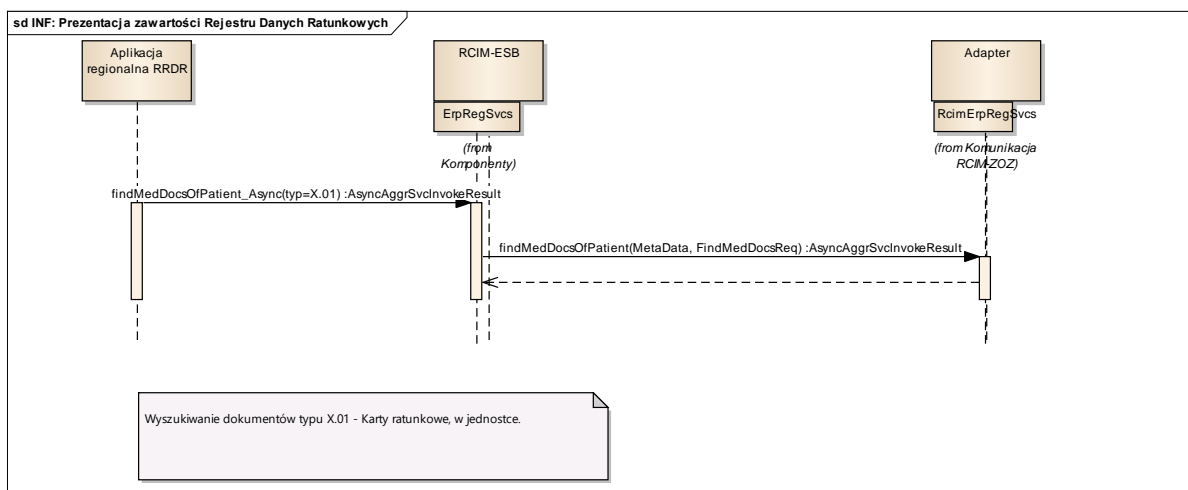 sd INF: Prezentacja zawartości Rejestru Danych Ratunkowych
Aplikacja
regionalna RRDR
RCIM-ESB
Adapter
ErpRegSvcs
RcimErpRegSvcs
(from
Komponenty)
(from Komunikacja
RCIM-ZOZ)
findMedDocsOfPatient_Async(typ=X.01) :AsyncAggrSvcInvokeResult
findMedDocsOfPatient(MetaData, FindMedDocsReq) :AsyncAggrSvcInvokeResult
Wyszukiwanie dokumentów typu X.01 - Karty ratunkowe, w jednostce.